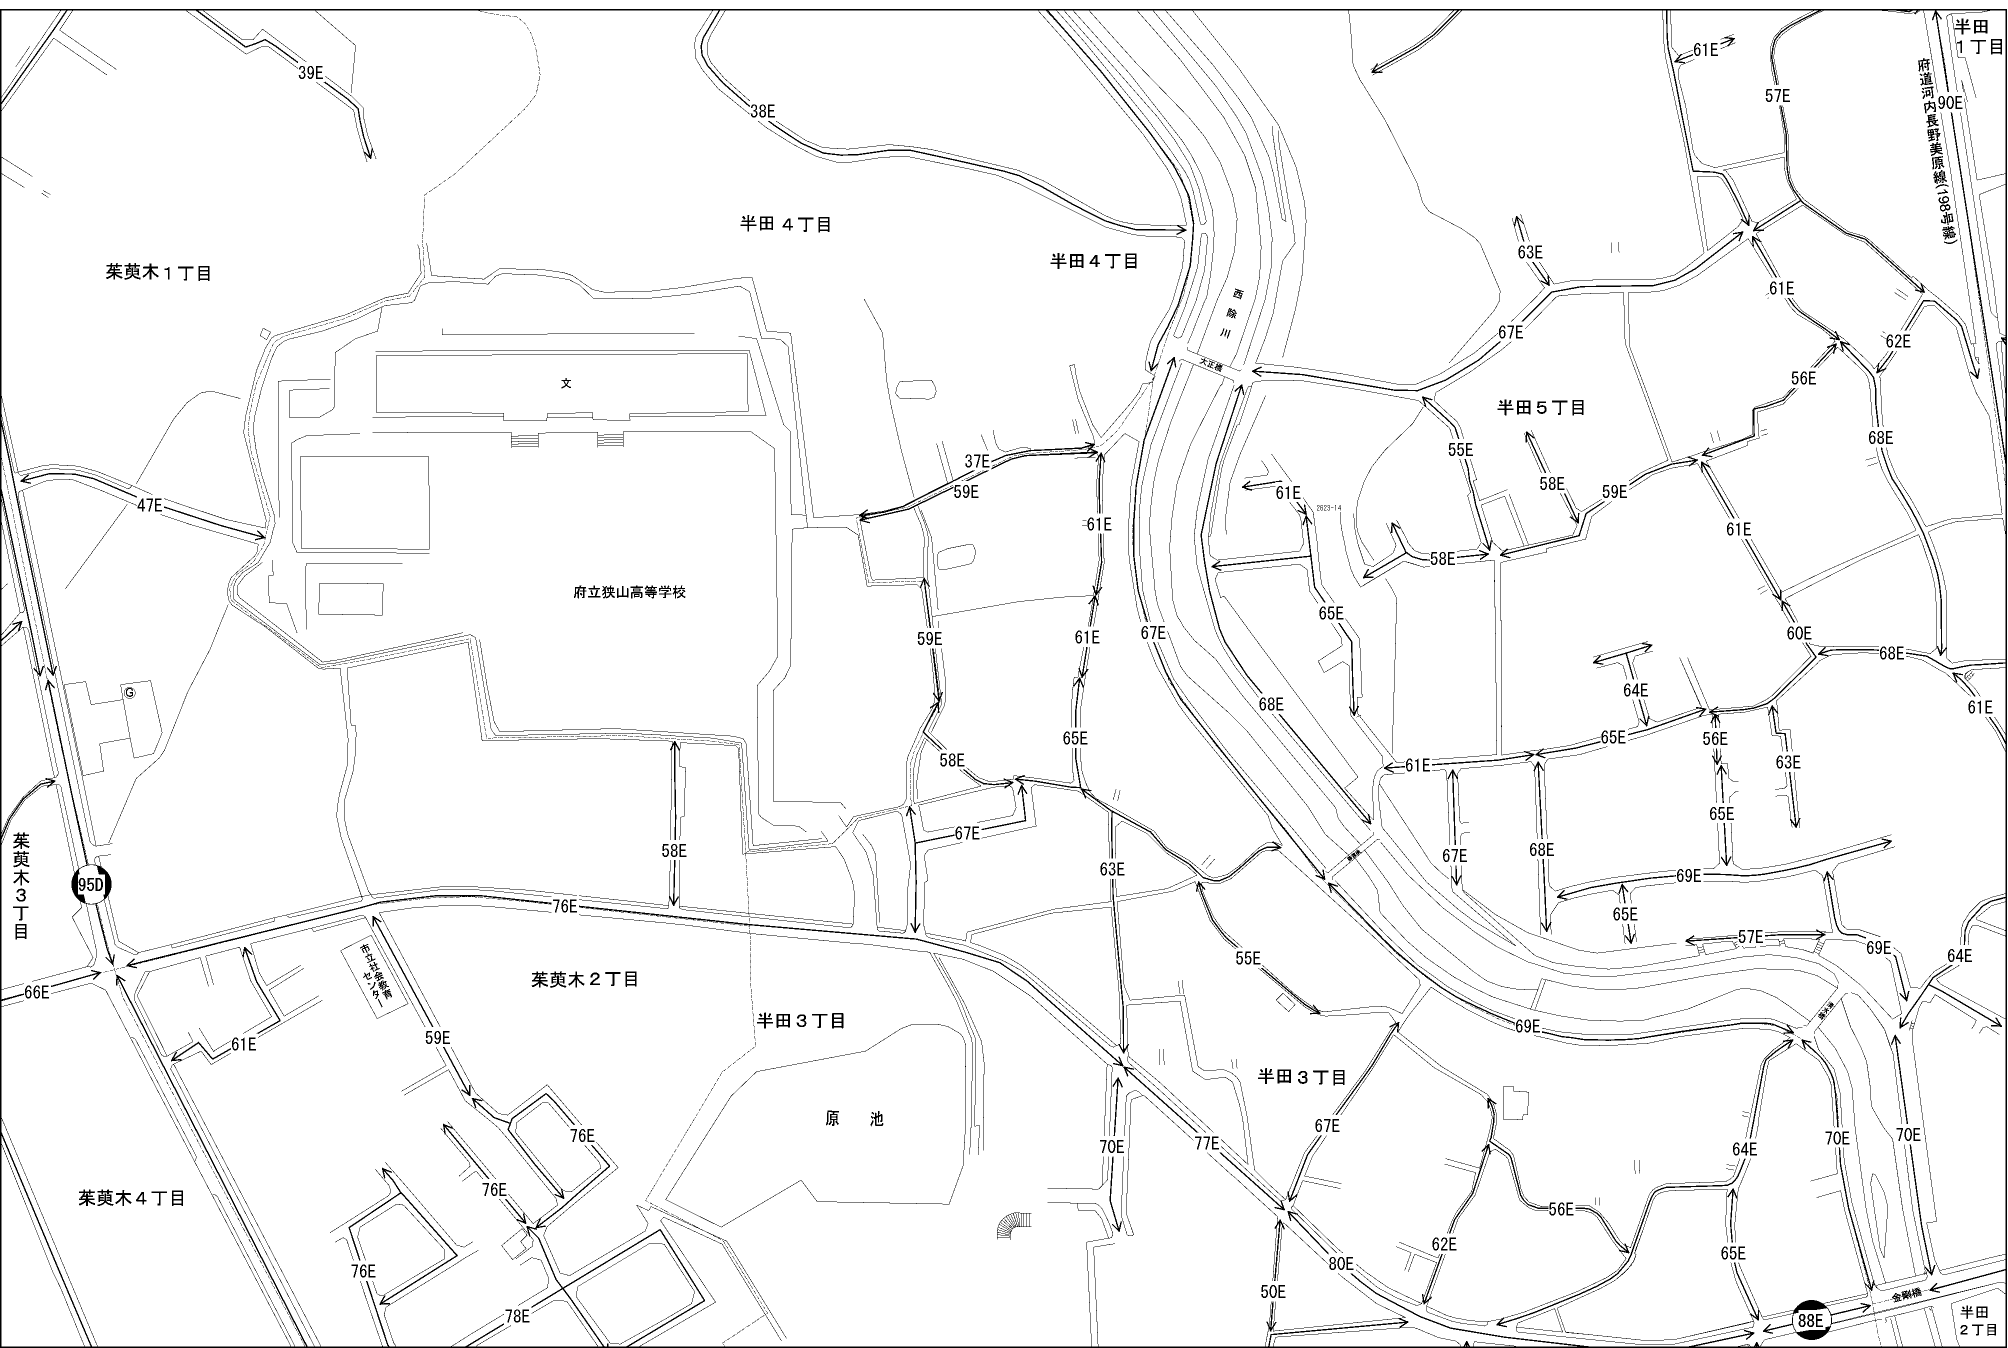 半田
1丁目
61E
39E
57E
90E
38E
府道河内長野美原線(198号線)
半田4丁目
63E
半田4丁目
茱萸木1丁目
61E
西除川
67E
62E
大正橋
文
56E
半田5丁目
68E
55E
37E
58E
59E
59E
61E
47E
2623-14
61E
61E
58E
府立狭山高等学校
65E
60E
67E
59E
61E
68E
64E
G
68E
61E
65E
65E
56E
58E
61E
63E
65E
67E
58E
68E
67E
茱萸木3丁目
63E
69E
95D
76E
65E
57E
69E
64E
55E
市立社会教育
センター
茱萸木2丁目
66E
半田3丁目
69E
59E
61E
半田3丁目
原 池
67E
76E
70E
70E
77E
70E
64E
76E
茱萸木4丁目
56E
62E
65E
80E
76E
50E
金剛橋
78E
88E
半田
2丁目